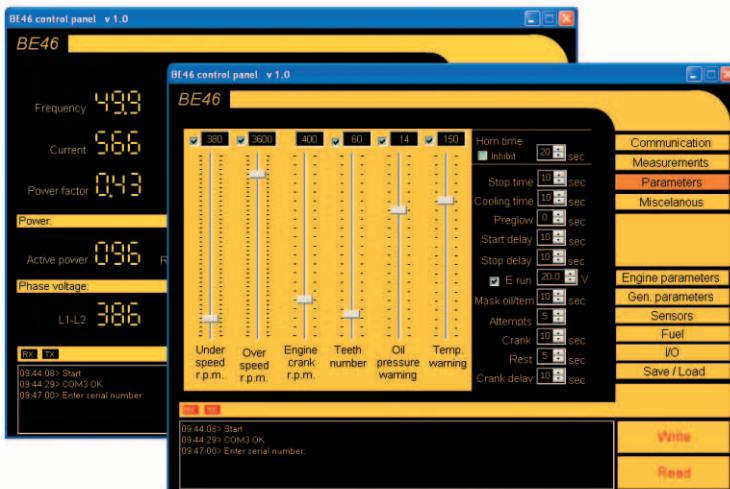 BE46 control panel v 1.0
BE46
Frequency 49.9
Current 566
Power factor 0.43
Power:
Active power 096 R
Phase voltage:
L1-L2 386
RX TX
09:44:08> Start
09:44:29> COM3 OK
09:47:00> Enter serial number:
BE46 control panel v 1.0
BE46
380 3600 400 60 14 150
Under speed r.p.m.
Over speed r.p.m.
Engine crank r.p.m.
Teeth number
Oil pressure warning
Temp. warning
Horn time
Inhibit 20 sec
Stop time 10 sec
Cooling time 10 sec
Preglow 0 sec
Start delay 10 sec
Stop delay 10 sec
E run 20.0 V
Mask oil/tem 10 sec
Attempts 5
Crank 10 sec
Rest 5 sec
Crank delay 10 sec
Communication
Measurements
Parameters
Miscelanous
Engine parameters
Gen. parameters
Sensors
Fuel
I/O
Save / Load
RX TX
09:44:08> Start
09:44:29> COM3 OK
09:47:00> Enter serial number:
Write
Read